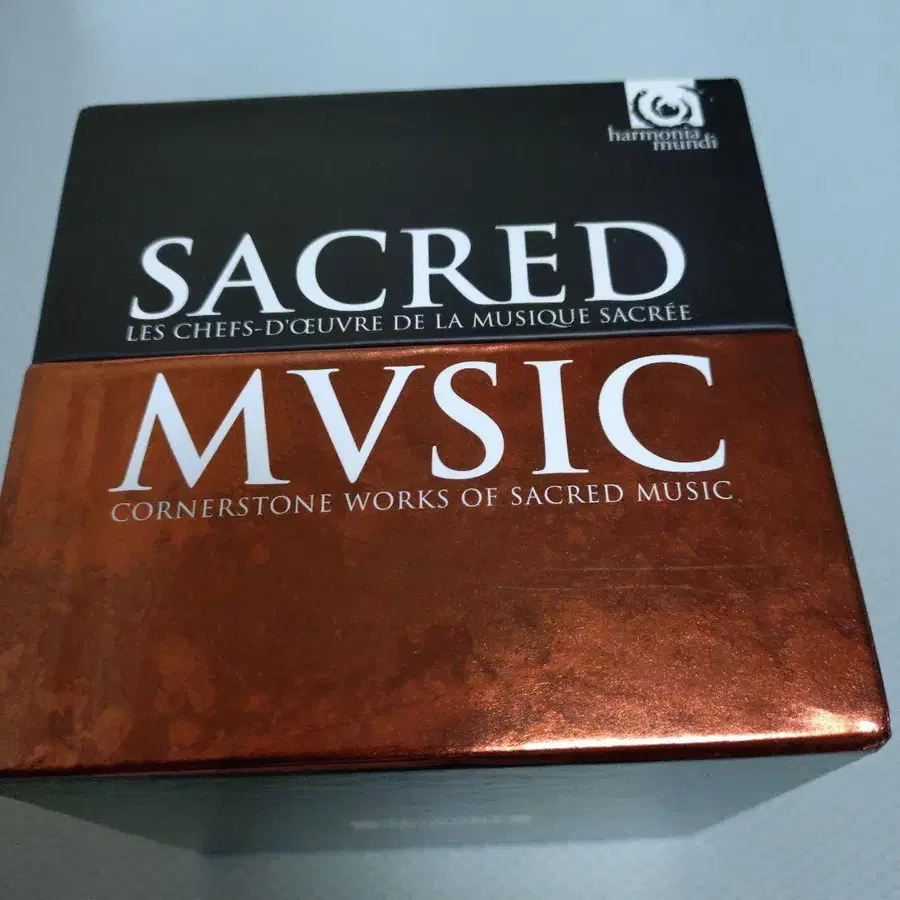 harmonia
mundi
SACRED
LES CHEFS-D'ŒUVRE DE LA MUSIQUE SACRÉE
MVSIC
CORNERSTONE WORKS OF SACRED MUSIC